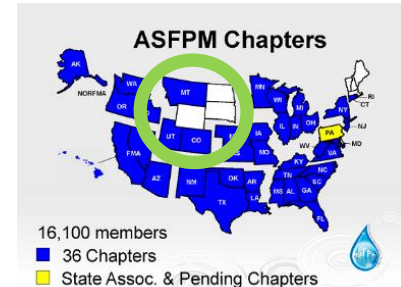 ASFPM Chapters
AK
WA
MT
MN
NORFMA
OR
WI
MI
NY
RI
CT
IA
IL
IN
OH
PA
NJ
UT
CO
MO
WV
VA
MD
KY
FMA
NC
TN
AZ
NM
OK
AR
SC
MS
AL
GA
TX
LA
FL
16,100 members
36 Chapters
State Assoc. & Pending Chapters